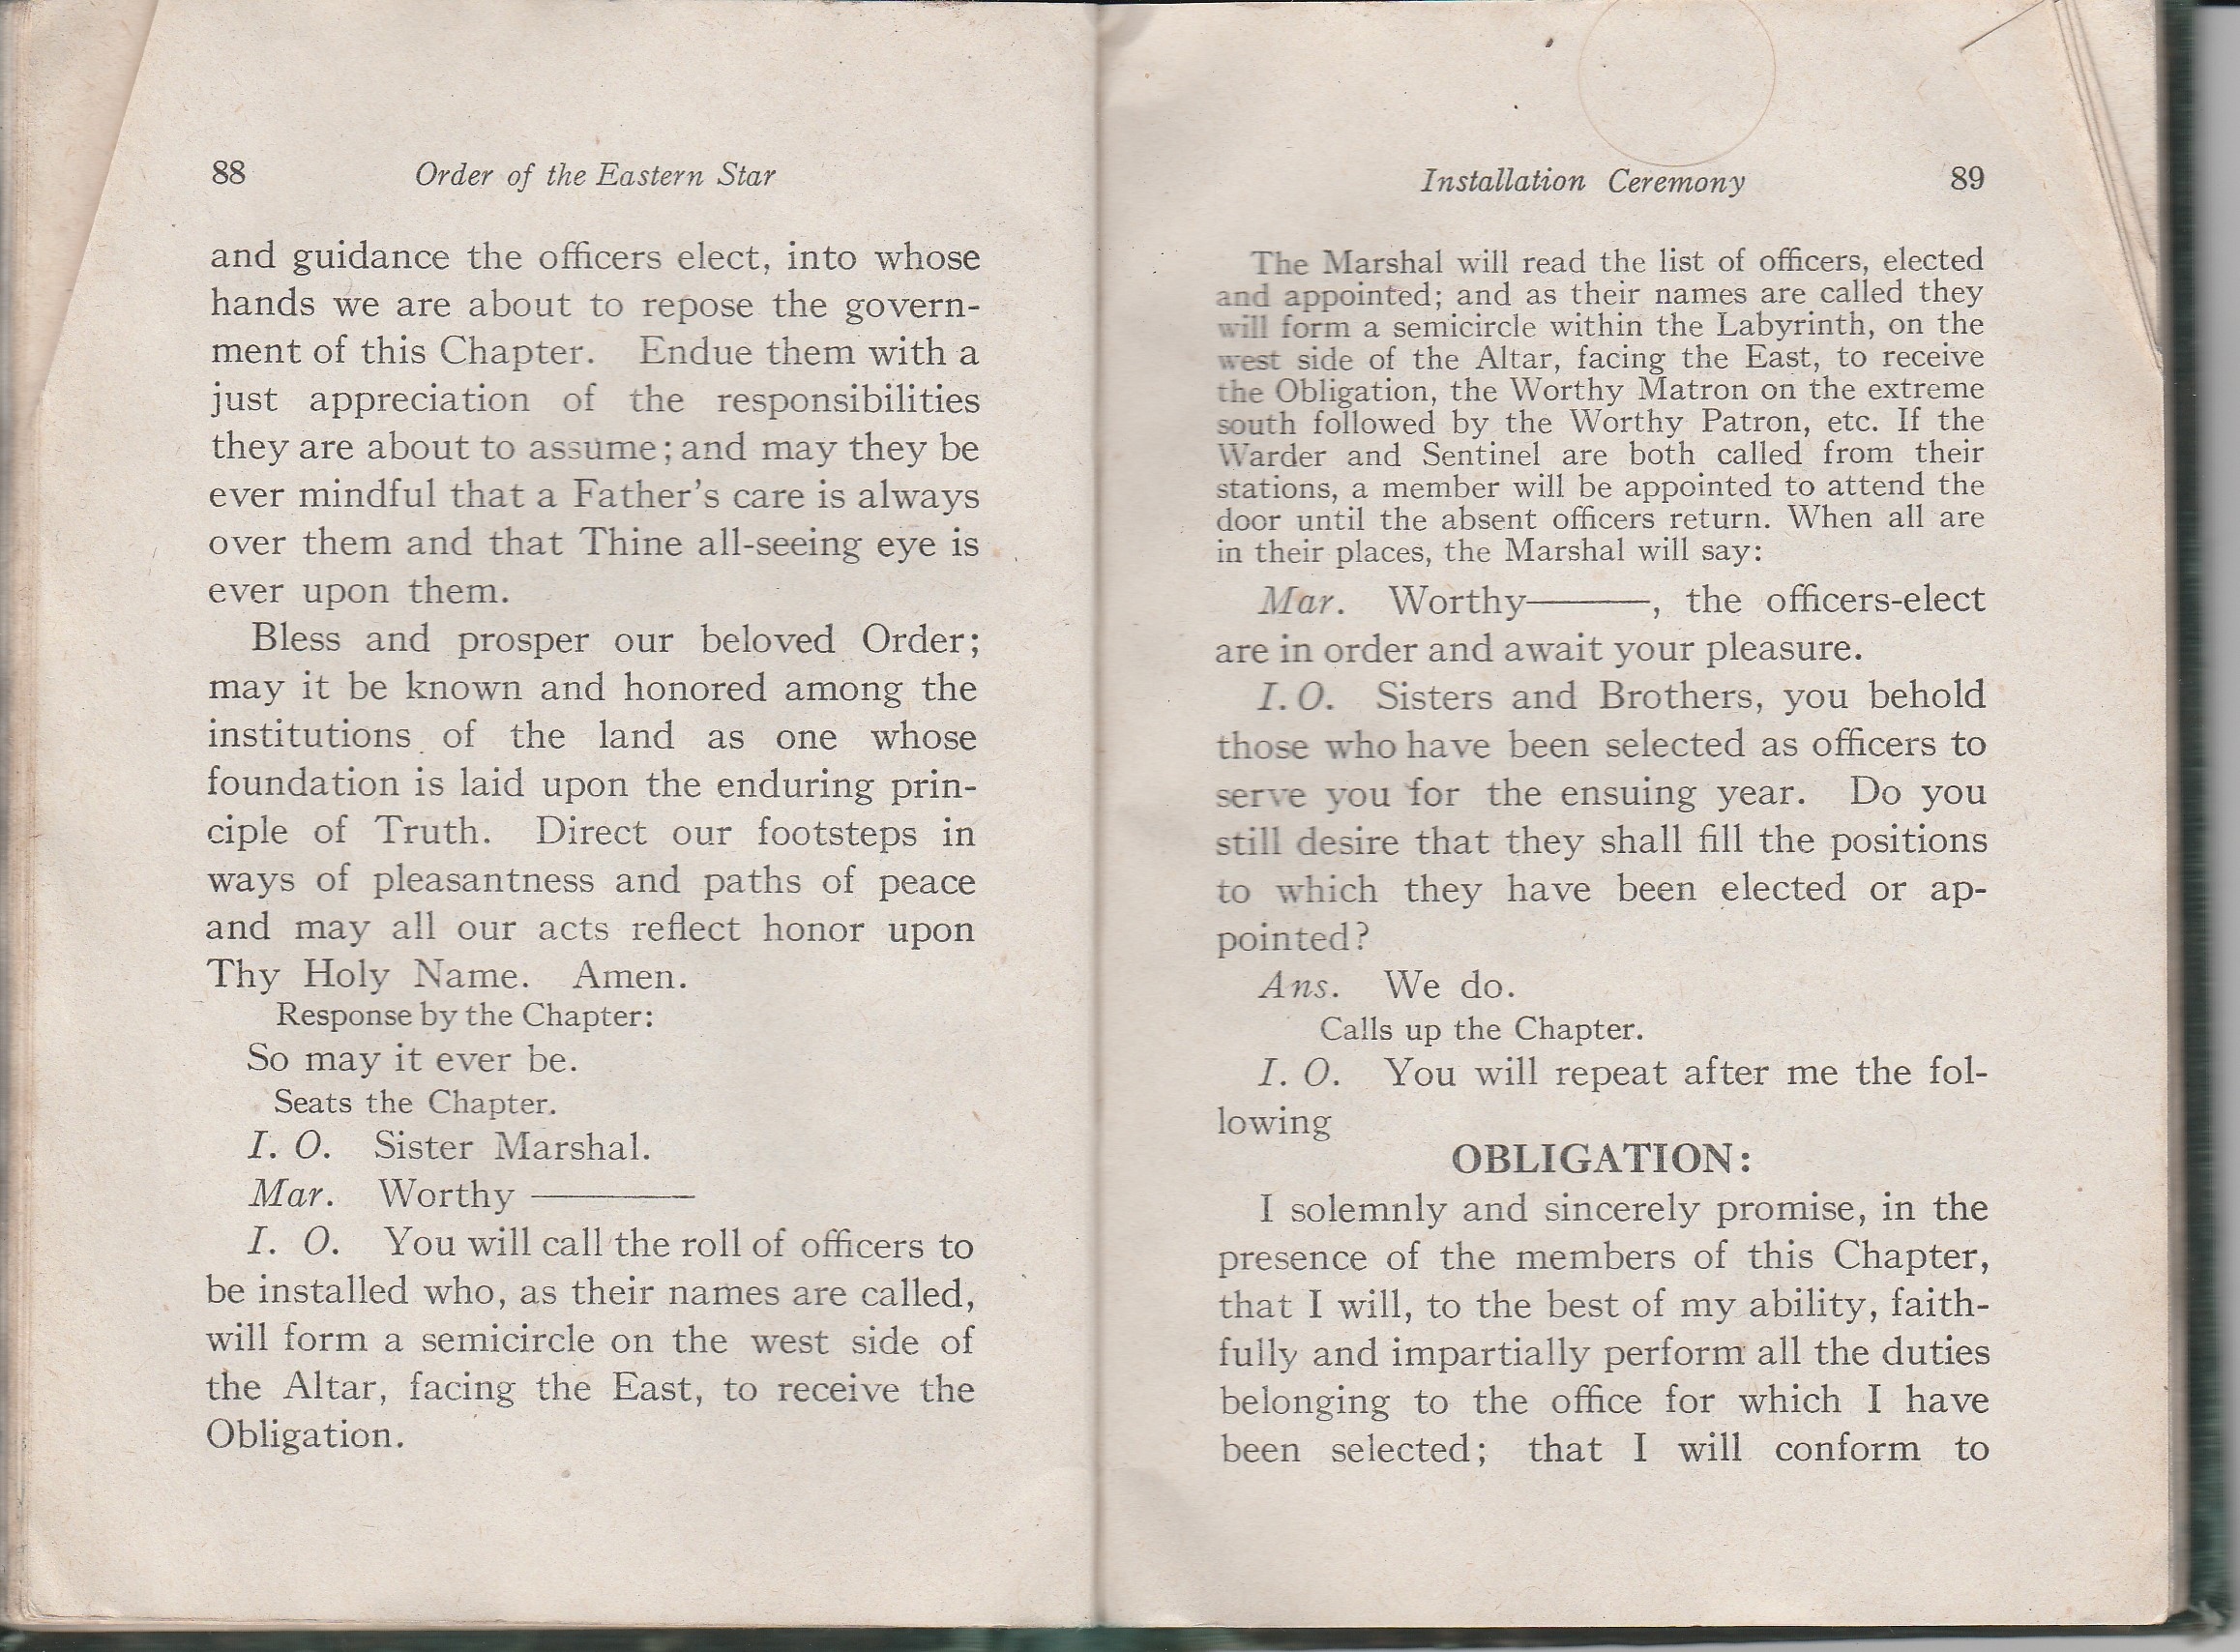 88 Order of the Eastern Star
and guidance the officers elect, into whose
hands we are about to repose the govern-
ment of this Chapter. Endue them with a
just appreciation of the responsibilities
they are about to assume; and may they be
ever mindful that a Father's care is always
over them and that Thine all-seeing eye is
ever upon them.
Bless and prosper our beloved Order;
may it be known and honored among the
institutions of the land as one whose
foundation is laid upon the enduring prin-
ciple of Truth. Direct our footsteps in
ways of pleasantness and paths of peace
and may all our acts reflect honor upon
Thy Holy Name. Amen.
Response by the Chapter:
So may it ever be.
Seats the Chapter.
I. O. Sister Marshal.
Mar. Worthy ———
I. O. You will call the roll of officers to
be installed who, as their names are called,
will form a semicircle on the west side of
the Altar, facing the East, to receive the
Obligation.
Installation Ceremony 89
The Marshal will read the list of officers, elected
and appointed; and as their names are called they
will form a semicircle within the Labyrinth, on the
west side of the Altar, facing the East, to receive
the Obligation, the Worthy Matron on the extreme
south followed by the Worthy Patron, etc. If the
Warder and Sentinel are both called from their
stations, a member will be appointed to attend the
door until the absent officers return. When all are
in their places, the Marshal will say:
Mar. Worthy———, the officers-elect
are in order and await your pleasure.
I. O. Sisters and Brothers, you behold
those who have been selected as officers to
serve you for the ensuing year. Do you
still desire that they shall fill the positions
to which they have been elected or ap-
pointed?
Ans. We do.
Calls up the Chapter.
I. O. You will repeat after me the fol-
lowing
OBLIGATION:
I solemnly and sincerely promise, in the
presence of the members of this Chapter,
that I will, to the best of my ability, faith-
fully and impartially perform all the duties
belonging to the office for which I have
been selected; that I will conform to